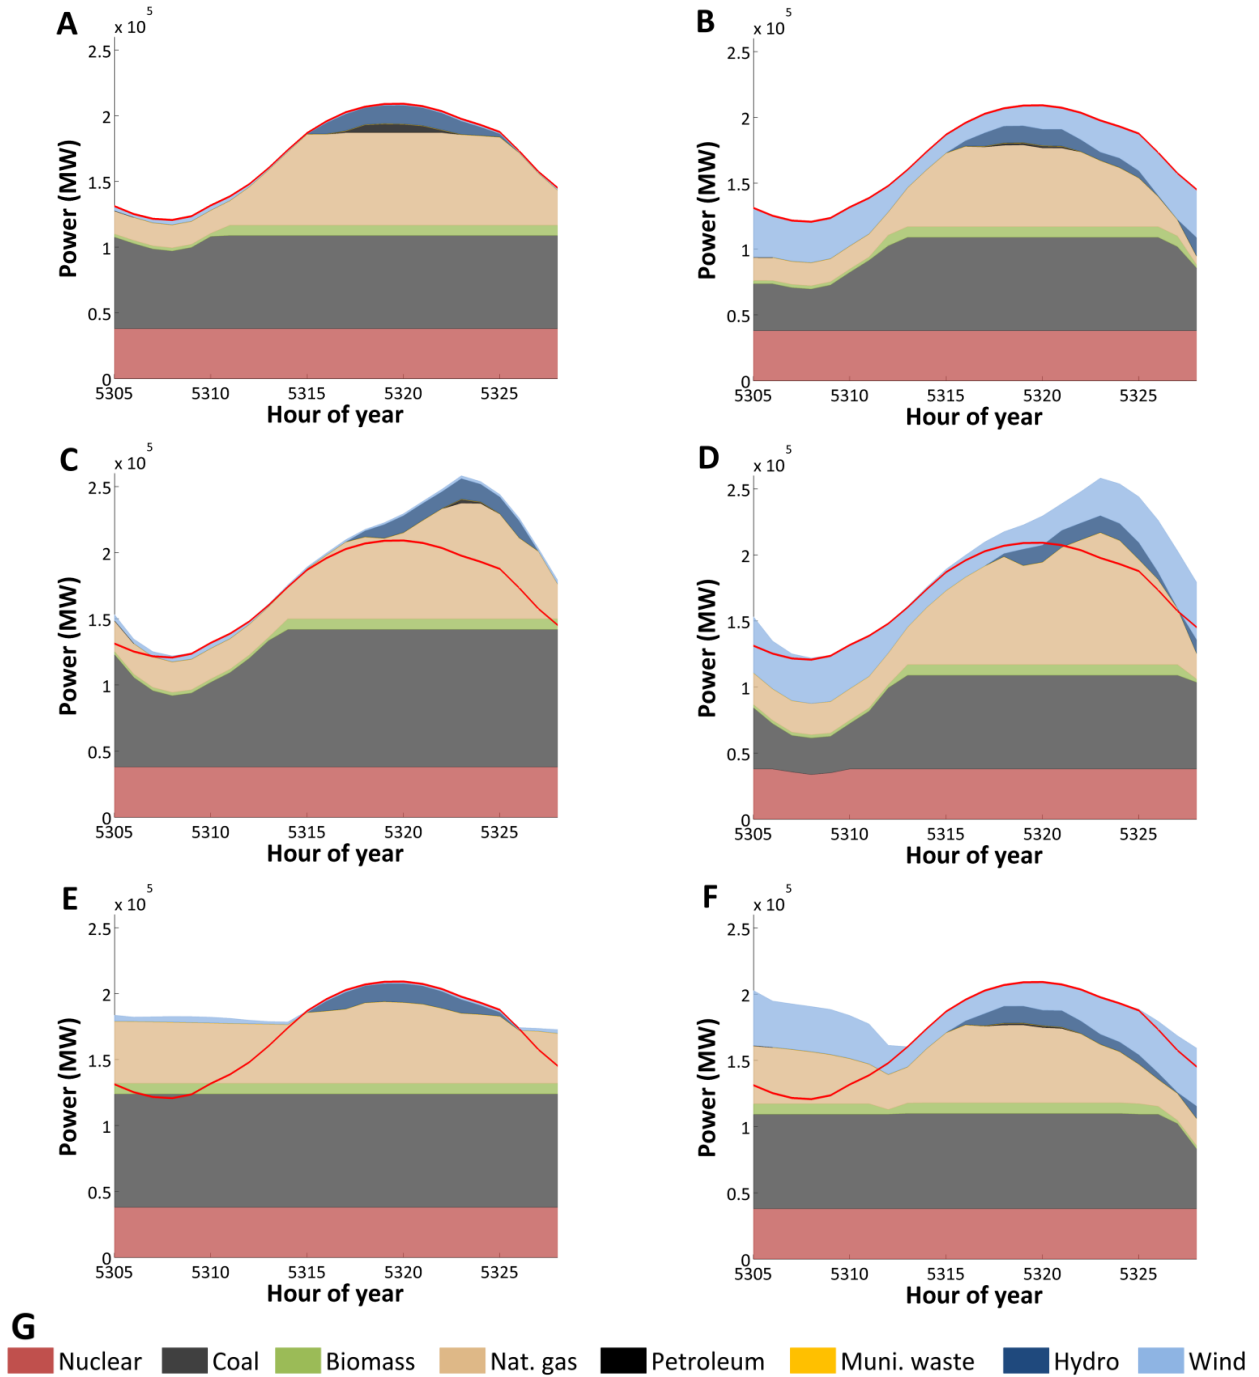 A
x 10 5
2.5
2
1.5
1
0.5
0
Power (MW)
5305 5310 5315 5320 5325
Hour of year
B
x 10 5
2.5
2
1.5
1
0.5
0
Power (MW)
5305 5310 5315 5320 5325
Hour of year
C
x 10 5
2.5
2
1.5
1
0.5
0
Power (MW)
5305 5310 5315 5320 5325
Hour of year
D
x 10 5
2.5
2
1.5
1
0.5
0
Power (MW)
5305 5310 5315 5320 5325
Hour of year
E
x 10 5
2.5
2
1.5
1
0.5
0
Power (MW)
5305 5310 5315 5320 5325
Hour of year
F
x 10 5
2.5
2
1.5
1
0.5
0
Power (MW)
5305 5310 5315 5320 5325
Hour of year
G
Nuclear Coal Biomass Nat. gas Petroleum Muni. waste Hydro Wind